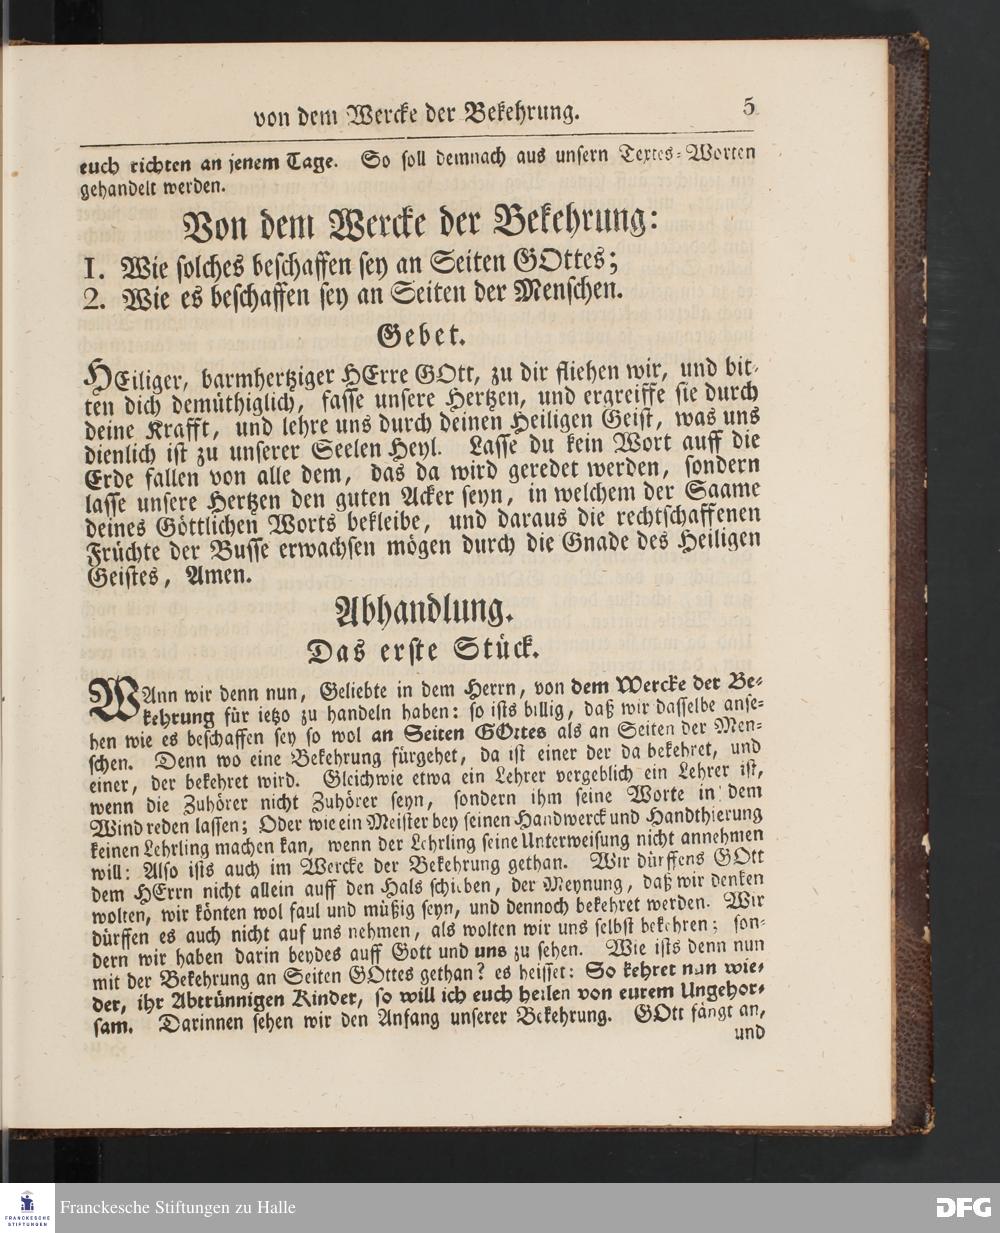 von dem Wercke der Bekehrung. 5
euch richten an jenem Tage. So soll demnach aus unsern Textes-Worten
gehandelt werden.
Von dem Wercke der Bekehrung:
1. Wie solches beschaffen sey an Seiten GOttes;
2. Wie es beschaffen sey an Seiten der Menschen.
Gebet.
HEiliger, barmhertziger HErre GOtt, zu dir fliehen wir, und bit-
ten dich demüthiglich, fasse unsere Hertzen, und ergreiffe sie durch
deine Krafft, und lehre uns durch deinen Heiligen Geist, was uns
dienlich ist zu unserer Seelen Heyl. Lasse du kein Wort auff die
Erde fallen von alle dem, das da wird geredet werden, sondern
lasse unsere Hertzen den guten Acker seyn, in welchem der Saame
deines Göttlichen Worts bekleibe, und daraus die rechtschaffenen
Früchte der Busse erwachsen mögen durch die Gnade des Heiligen
Geistes, Amen.
Abhandlung.
Das erste Stück.
WAnn wir denn nun, Geliebte in dem Herrn, von dem Wercke der Be-
kehrung für ietzo zu handeln haben: so ists billig, daß wir dasselbe anse-
hen wie es beschaffen sey so wol an Seiten GOttes als an Seiten der Men-
schen. Denn wo eine Bekehrung fürgehet, da ist einer der da bekehret, und
einer, der bekehret wird. Gleichwie etwa ein Lehrer vergeblich ein Lehrer ist,
wenn die Zuhörer nicht Zuhörer seyn, sondern ihm seine Worte in dem
Wind reden lassen; Oder wie ein Meister bey seinen Handwerck und Handthierung
keinen Lehrling machen kan, wenn der Lehrling seine Unterweisung nicht annehmen
will: Also ists auch im Wercke der Bekehrung gethan. Wir dürffens GOtt
dem HErrn nicht allein auff den Hals schieben, der Meynung, daß wir dencken
wolten, wir könten wol faul und müßig seyn, und dennoch bekehret werden. Wir
dürffen es auch nicht auf uns nehmen, als wolten wir uns selbst bekehren; son-
dern wir haben darin beydes auff Gott und uns zu sehen. Wie ists denn nun
mit der Bekehrung an Seiten GOttes gethan? es heisset: So kehret nun wie-
der, ihr Abtrünnigen Kinder, so will ich euch heilen von eurem Ungehor-
sam. Darinnen sehen wir den Anfang unserer Bekehrung. GOtt fängt an,
und
FRANCKESCHE
STIFTUNGEN
Franckesche Stiftungen zu Halle
DFG